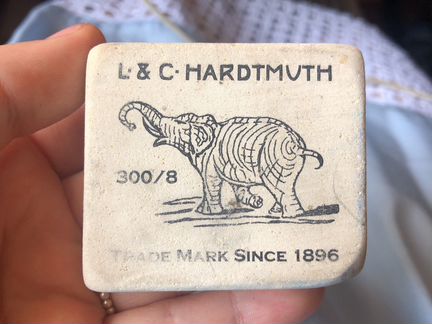 L. & C. HARDTMUTH
300/8
TRADE MARK SINCE 1896